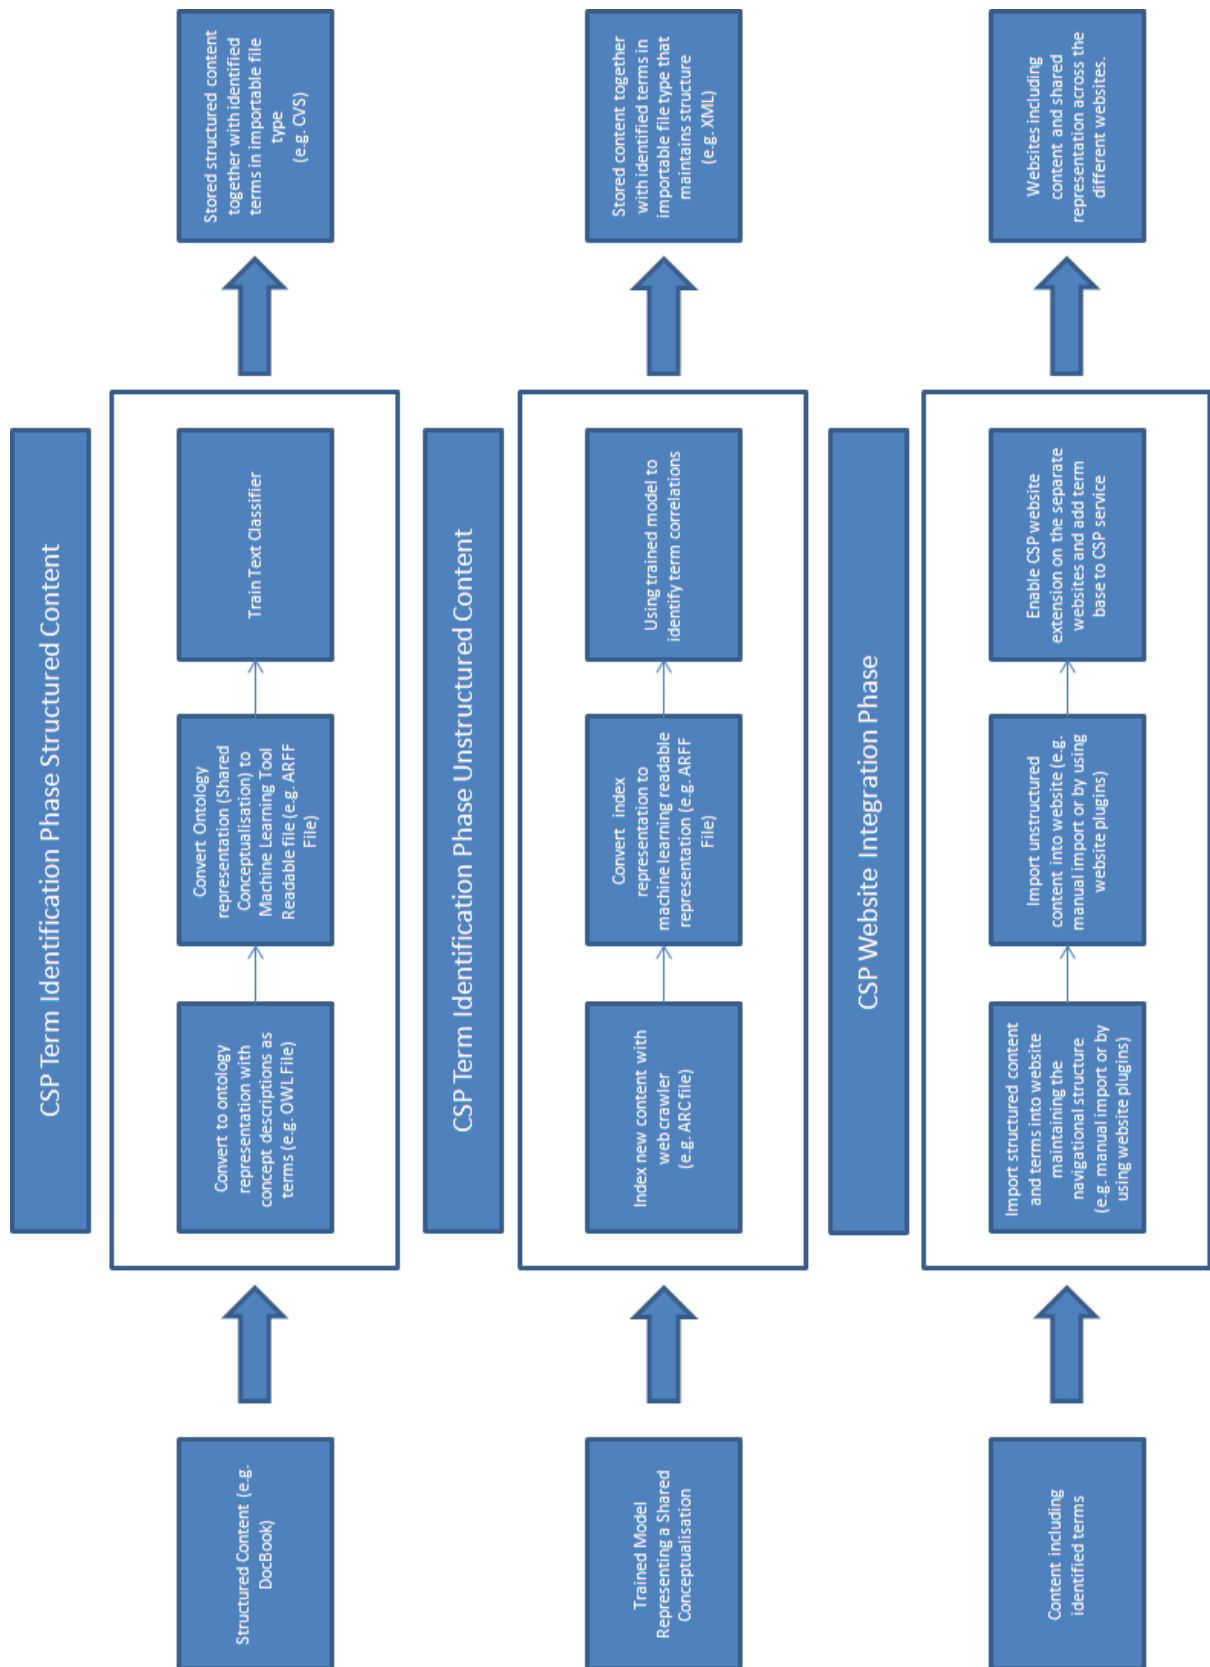 CSP Term Identification Phase Structured Content
Structured Content (e.g.
DocBook)
Convert to ontology
representation with
concept descriptions as
terms (e.g. OWL File)
Convert Ontology
representation (Shared
Conceptualisation) to
Machine Learning Tool
Readable file (e.g. ARFF
File)
Train Text Classifier
Stored structured content
together with identified
terms in importable file
type
(e.g. CVS)
CSP Term Identification Phase Unstructured Content
Trained Model
Representing a Shared
Conceptualisation
Index new content with
web crawler
(e.g. ARC file)
Convert index
representation to
machine learning readable
representation (e.g. ARFF
File)
Using trained model to
identify term correlations
Stored content together
with identified terms in
importable file type that
maintains structure
(e.g. XML)
CSP Website Integration Phase
Content including
identified terms
Import structured content
and terms into website
maintaining the
navigational structure
(e.g. manual import or by
using website plugins)
Import unstructured
content into website (e.g.
manual import or by using
website plugins)
Enable CSP website
extension on the separate
websites and add term
base to CSP service
Websites including
content and shared
representation across the
different websites.